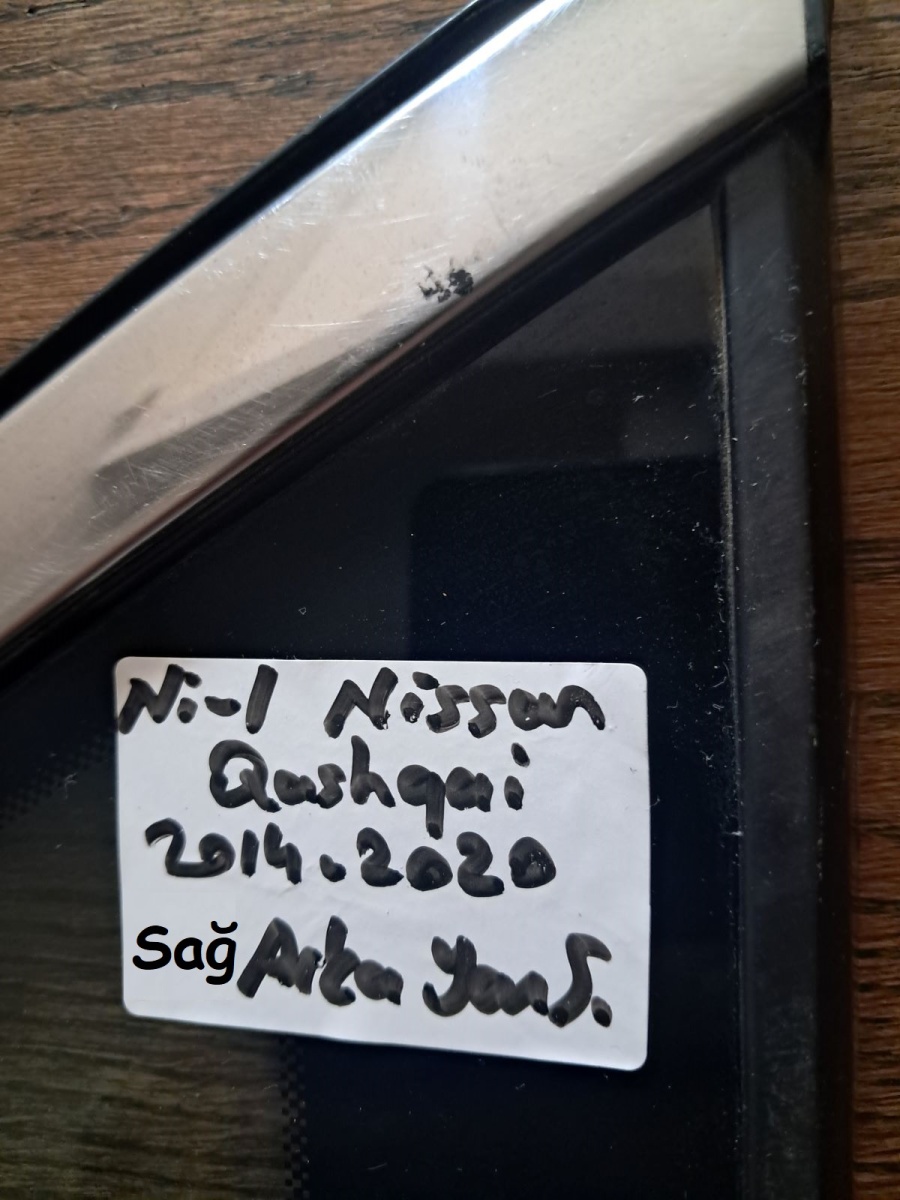 Ni-1 Nissan
Qashqai
2014.2020
Sağ Arka Yan S.